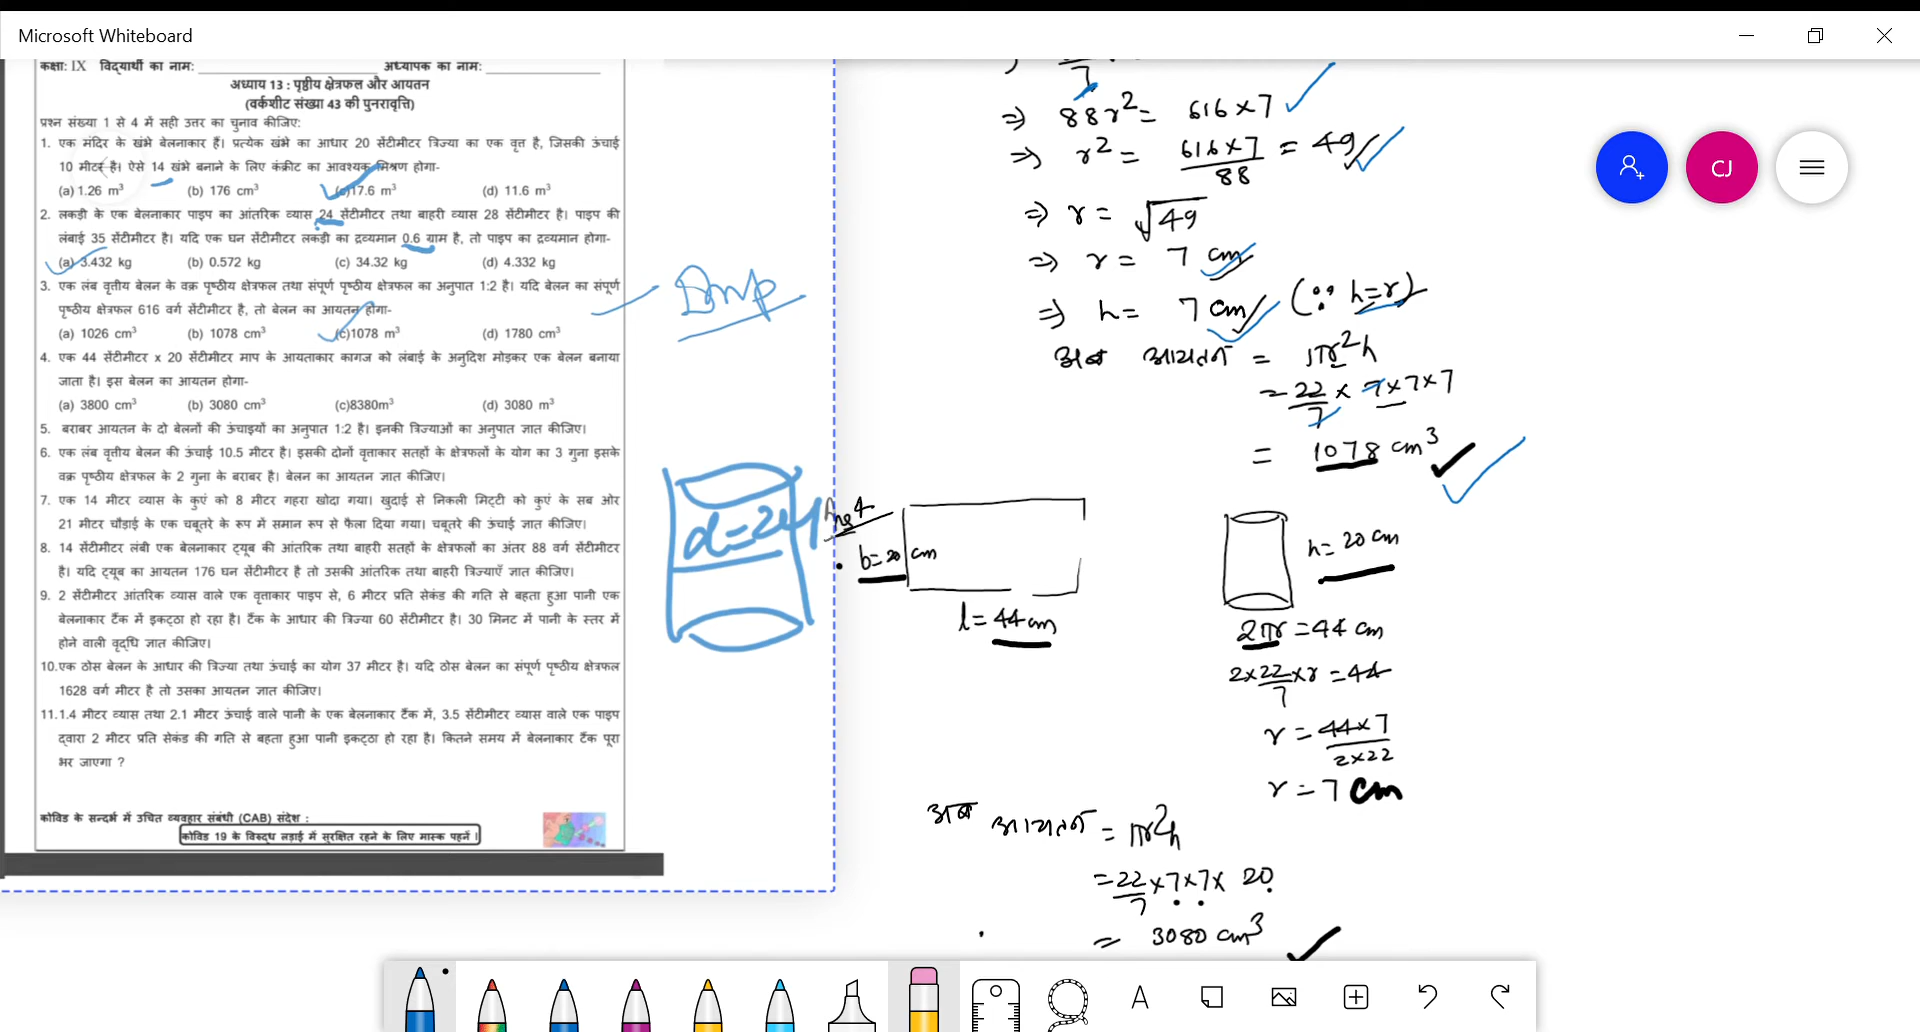 Microsoft Whiteboard
कक्षा: IX विद्यार्थी का नाम: ____________ अध्यापक का नाम: ____________
अध्याय 13 : पृष्ठीय क्षेत्रफल और आयतन
(वर्कशीट संख्या 43 की पुनरावृत्ति)
प्रश्न संख्या 1 से 4 में सही उत्तर का चुनाव कीजिए:
1. एक मंदिर के खंभे बेलनाकार हैं। प्रत्येक खंभे का आधार 20 सेंटीमीटर त्रिज्या का एक वृत्त है, जिसकी ऊंचाई
10 मीटर है। ऐसे 14 खंभे बनाने के लिए कंक्रीट का आवश्यक मिश्रण होगा-
(a) 1.26 m³ (b) 176 cm³ (c)17.6 m³ (d) 11.6 m³
2. लकड़ी के एक बेलनाकार पाइप का आंतरिक व्यास 24 सेंटीमीटर तथा बाहरी व्यास 28 सेंटीमीटर है। पाइप की
लंबाई 35 सेंटीमीटर है। यदि एक घन सेंटीमीटर लकड़ी का द्रव्यमान 0.6 ग्राम है, तो पाइप का द्रव्यमान होगा-
(a) 3.432 kg (b) 0.572 kg (c) 34.32 kg (d) 4.332 kg
3. एक लंब वृत्तीय बेलन के वक्र पृष्ठीय क्षेत्रफल तथा संपूर्ण पृष्ठीय क्षेत्रफल का अनुपात 1:2 है। यदि बेलन का संपूर्ण
पृष्ठीय क्षेत्रफल 616 वर्ग सेंटीमीटर है, तो बेलन का आयतन होगा-
(a) 1026 cm³ (b) 1078 cm³ (c)1078 m³ (d) 1780 cm³
4. एक 44 सेंटीमीटर x 20 सेंटीमीटर माप के आयताकार कागज को लंबाई के अनुदिश मोड़कर एक बेलन बनाया
जाता है। इस बेलन का आयतन होगा-
(a) 3800 cm³ (b) 3080 cm³ (c)8380m³ (d) 3080 m³
5. बराबर आयतन के दो बेलनों की ऊंचाइयों का अनुपात 1:2 है। इनकी त्रिज्याओं का अनुपात ज्ञात कीजिए।
6. एक लंब वृत्तीय बेलन की ऊंचाई 10.5 मीटर है। इसकी दोनों वृत्ताकार सतहों के क्षेत्रफलों के योग का 3 गुना इसके
वक्र पृष्ठीय क्षेत्रफल के 2 गुना के बराबर है। बेलन का आयतन ज्ञात कीजिए।
7. एक 14 मीटर व्यास के कुएं को 8 मीटर गहरा खोदा गया। खुदाई से निकली मिट्टी को कुएं के सब ओर
21 मीटर चौड़ाई के एक चबूतरे के रूप में समान रूप से फैला दिया गया। चबूतरे की ऊंचाई ज्ञात कीजिए।
8. 14 सेंटीमीटर लंबी एक बेलनाकार ट्यूब की आंतरिक तथा बाहरी सतहों के क्षेत्रफलों का अंतर 88 वर्ग सेंटीमीटर
है। यदि ट्यूब का आयतन 176 घन सेंटीमीटर है तो उसकी आंतरिक तथा बाहरी त्रिज्याएँ ज्ञात कीजिए।
9. 2 सेंटीमीटर आंतरिक व्यास वाले एक वृत्ताकार पाइप से, 6 मीटर प्रति सेकंड की गति से बहता हुआ पानी एक
बेलनाकार टैंक में इकट्ठा हो रहा है। टैंक के आधार की त्रिज्या 60 सेंटीमीटर है। 30 मिनट में पानी के स्तर में
होने वाली वृद्धि ज्ञात कीजिए।
10.एक ठोस बेलन के आधार की त्रिज्या तथा ऊंचाई का योग 37 मीटर है। यदि ठोस बेलन का संपूर्ण पृष्ठीय क्षेत्रफल
1628 वर्ग मीटर है तो उसका आयतन ज्ञात कीजिए।
11.1.4 मीटर व्यास तथा 2.1 मीटर ऊंचाई वाले पानी के एक बेलनाकार टैंक में, 3.5 सेंटीमीटर व्यास वाले एक पाइप
द्वारा 2 मीटर प्रति सेकंड की गति से बहता हुआ पानी इकट्ठा हो रहा है। कितने समय में बेलनाकार टैंक पूरा
भर जाएगा ?
कोविड के सन्दर्भ में उचित व्यवहार संबंधी (CAB) संदेश :
कोविड 19 के विरूद्ध लड़ाई में सुरक्षित रहने के लिए मास्क पहनें।
d=24
7
⇒ 88r² = 616×7
⇒ r² = 616×7/88 = 49
⇒ r = √49
⇒ r = 7 cm
⇒ h = 7 cm (∵ h=r)
अब आयतन = πr²h
= 22/7 × 7×7×7
= 1078 cm³
Ans 4
b=20 cm
l = 44 cm
h = 20 cm
2πr = 44 cm
2×22/7×r = 44
r = 44×7/2×22
r = 7 cm
अब आयतन = πr²h
= 22/7 ×7×7× 20
= 3080 cm³
CJ
A